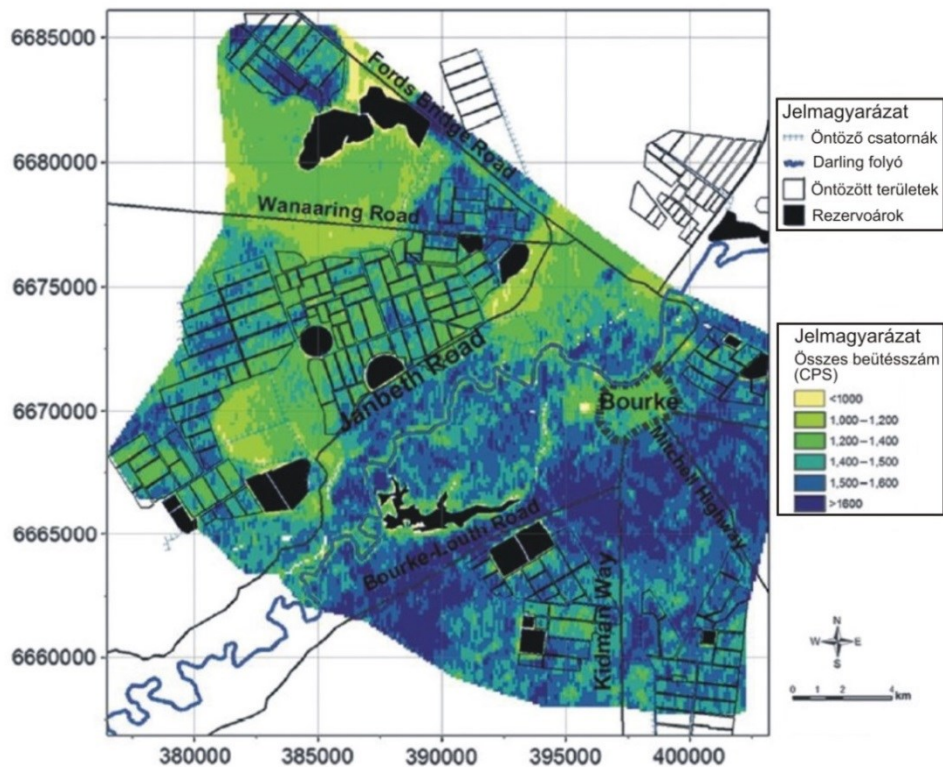 6685000
6680000
6675000
6670000
6665000
6660000
380000
385000
390000
395000
400000
Fords Bridge Road
Wanaaring Road
Janbeth Road
Bourke
Michell Highway
Bourke-Louth Road
Kidman Way
Jelmagyarázat
Öntöző csatornák
Darling folyó
Öntözött területek
Rezervoárok
Jelmagyarázat
Összes beütésszám
(CPS)
<1000
1,000–1,200
1,200–1,400
1,400–1,500
1,500–1,600
>1600
N
W E
S
0 2 4
km